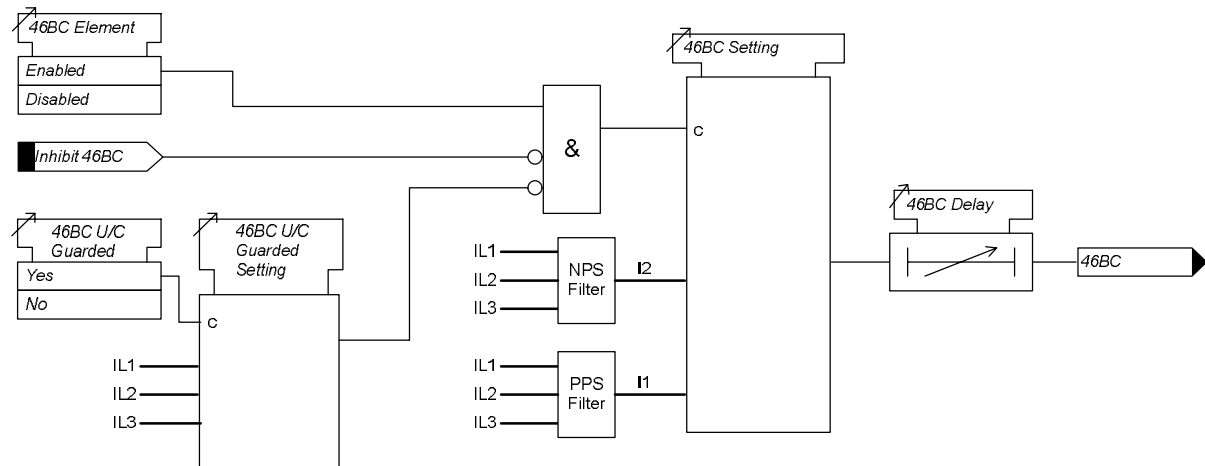 46BC Element
Enabled
Disabled
Inhibit 46BC
46BC U/C
Guarded
Yes
No
46BC U/C
Guarded
Setting
c
IL1
IL2
IL3
&
46BC Setting
c
IL1
IL2
IL3
NPS
Filter
I2
IL1
IL2
IL3
PPS
Filter
I1
46BC Delay
46BC